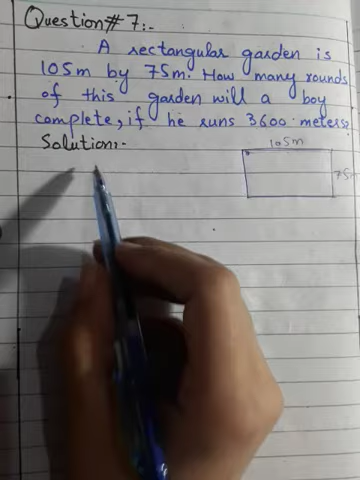 Question # 7:-
A rectangular garden is
105m by 75m. How many rounds
of this garden will a boy
complete, if he runs 3600 meters?
Solution:-
105m
75m